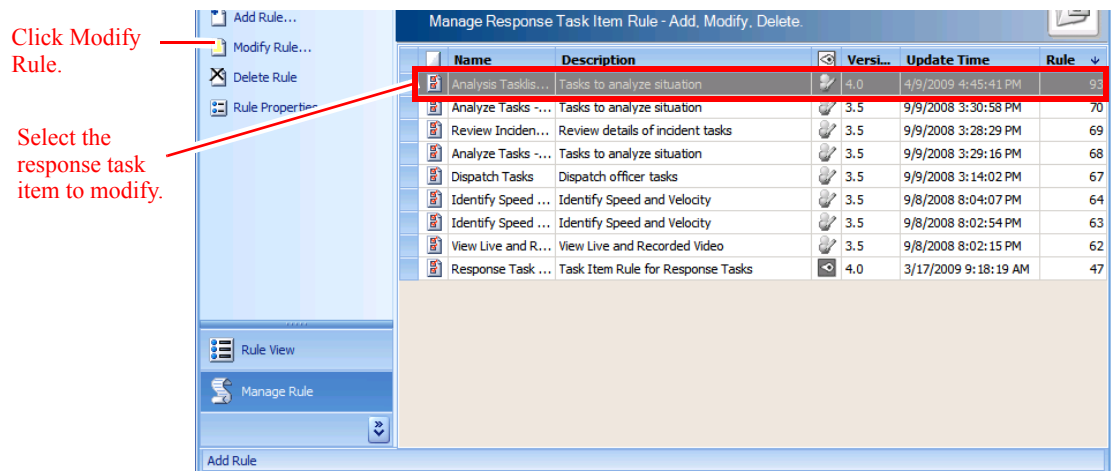 Click Modify
Rule.
Select the
response task
item to modify.
Add Rule...
Modify Rule...
Delete Rule
Rule Properties
Rule View
Manage Rule
Add Rule
Manage Response Task Item Rule - Add, Modify, Delete.
Name Description Versi... Update Time Rule
Analysis Tasklis... Tasks to analyze situation 4.0 4/9/2009 4:45:41 PM 93
Analyze Tasks -... Tasks to analyze situation 3.5 9/9/2008 3:30:58 PM 70
Review Inciden... Review details of incident tasks 3.5 9/9/2008 3:28:29 PM 69
Analyze Tasks -... Tasks to analyze situation 3.5 9/9/2008 3:29:16 PM 68
Dispatch Tasks Dispatch officer tasks 3.5 9/9/2008 3:14:02 PM 67
Identify Speed ... Identify Speed and Velocity 3.5 9/8/2008 8:04:07 PM 64
Identify Speed ... Identify Speed and Velocity 3.5 9/8/2008 8:02:54 PM 63
View Live and R... View Live and Recorded Video 3.5 9/8/2008 8:02:15 PM 62
Response Task ... Task Item Rule for Response Tasks 4.0 3/17/2009 9:18:19 AM 47